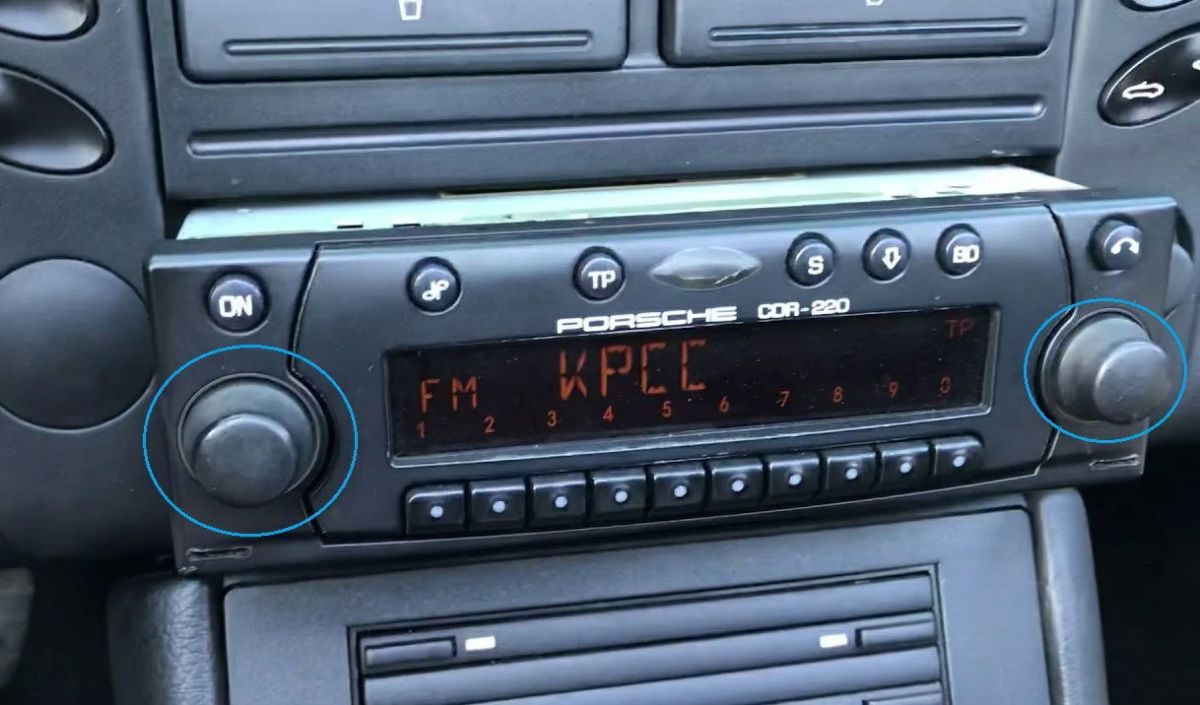 ON
TP
S
BD
PORSCHE CDR-220
TP
FM KPCC
1 2 3 4 5 6 7 8 9 0